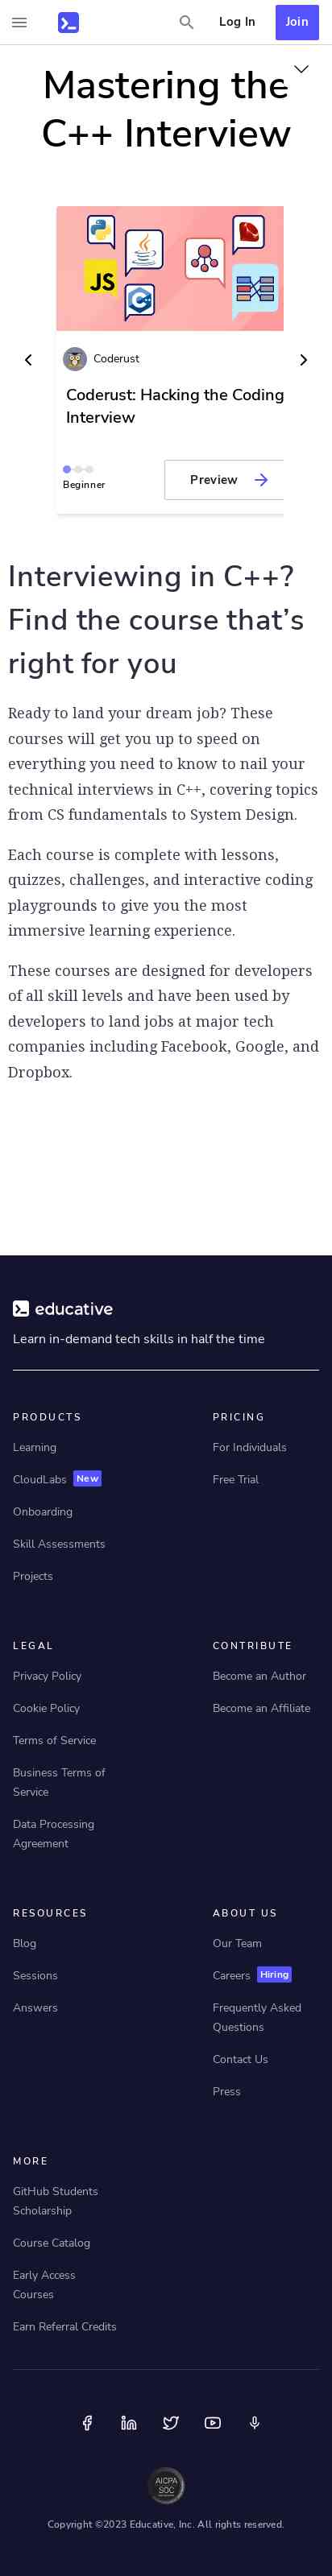 Log In
Join
Mastering the
C++ Interview
JS
Coderust
Coderust: Hacking the Coding
Interview
Beginner
Preview
Interviewing in C++?
Find the course that’s
right for you
Ready to land your dream job? These
courses will get you up to speed on
everything you need to know to nail your
technical interviews in C++, covering topics
from CS fundamentals to System Design.
Each course is complete with lessons,
quizzes, challenges, and interactive coding
playgrounds to give you the most
immersive learning experience.
These courses are designed for developers
of all skill levels and have been used by
developers to land jobs at major tech
companies including Facebook, Google, and
Dropbox.
educative
Learn in-demand tech skills in half the time
PRODUCTS
Learning
CloudLabs New
Onboarding
Skill Assessments
Projects
PRICING
For Individuals
Free Trial
LEGAL
Privacy Policy
Cookie Policy
Terms of Service
Business Terms of
Service
Data Processing
Agreement
CONTRIBUTE
Become an Author
Become an Affiliate
RESOURCES
Blog
Sessions
Answers
ABOUT US
Our Team
Careers Hiring
Frequently Asked
Questions
Contact Us
Press
MORE
GitHub Students
Scholarship
Course Catalog
Early Access
Courses
Earn Referral Credits
AICPA
SOC
Copyright ©2023 Educative, Inc. All rights reserved.